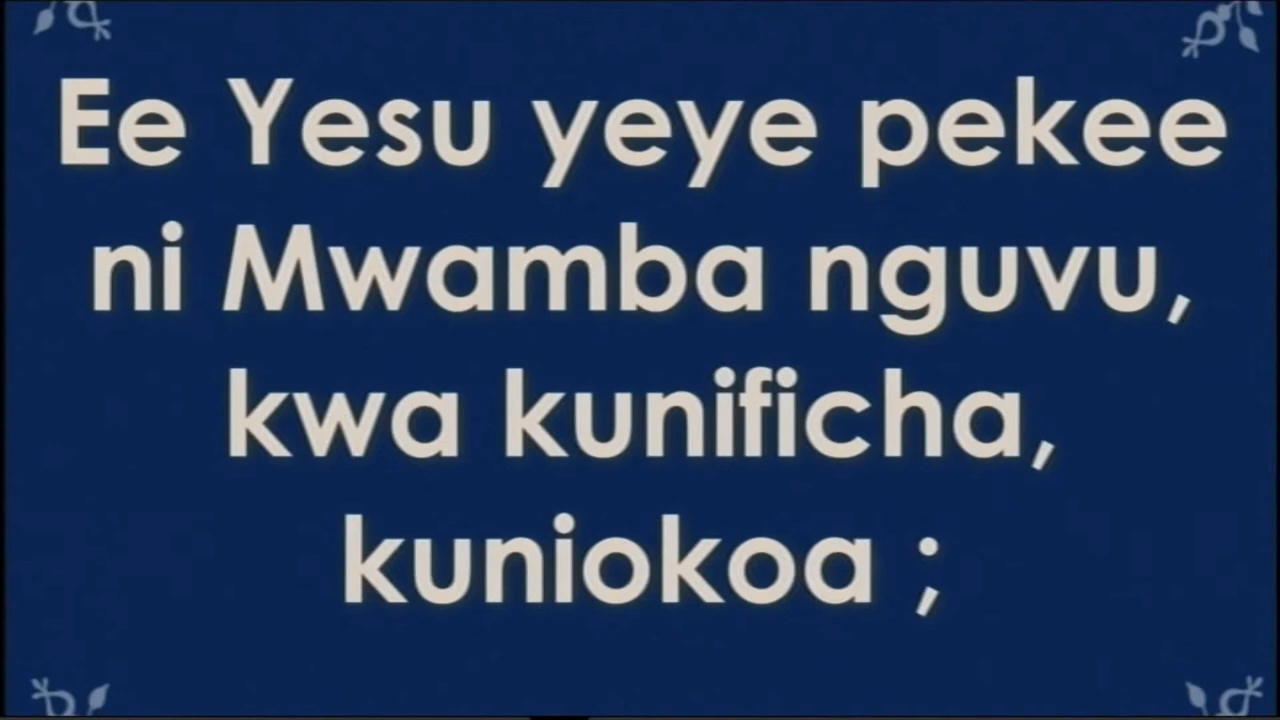 Ee Yesu yeye pekee
ni Mwamba nguvu,
kwa kunificha,
kuniokoa ;